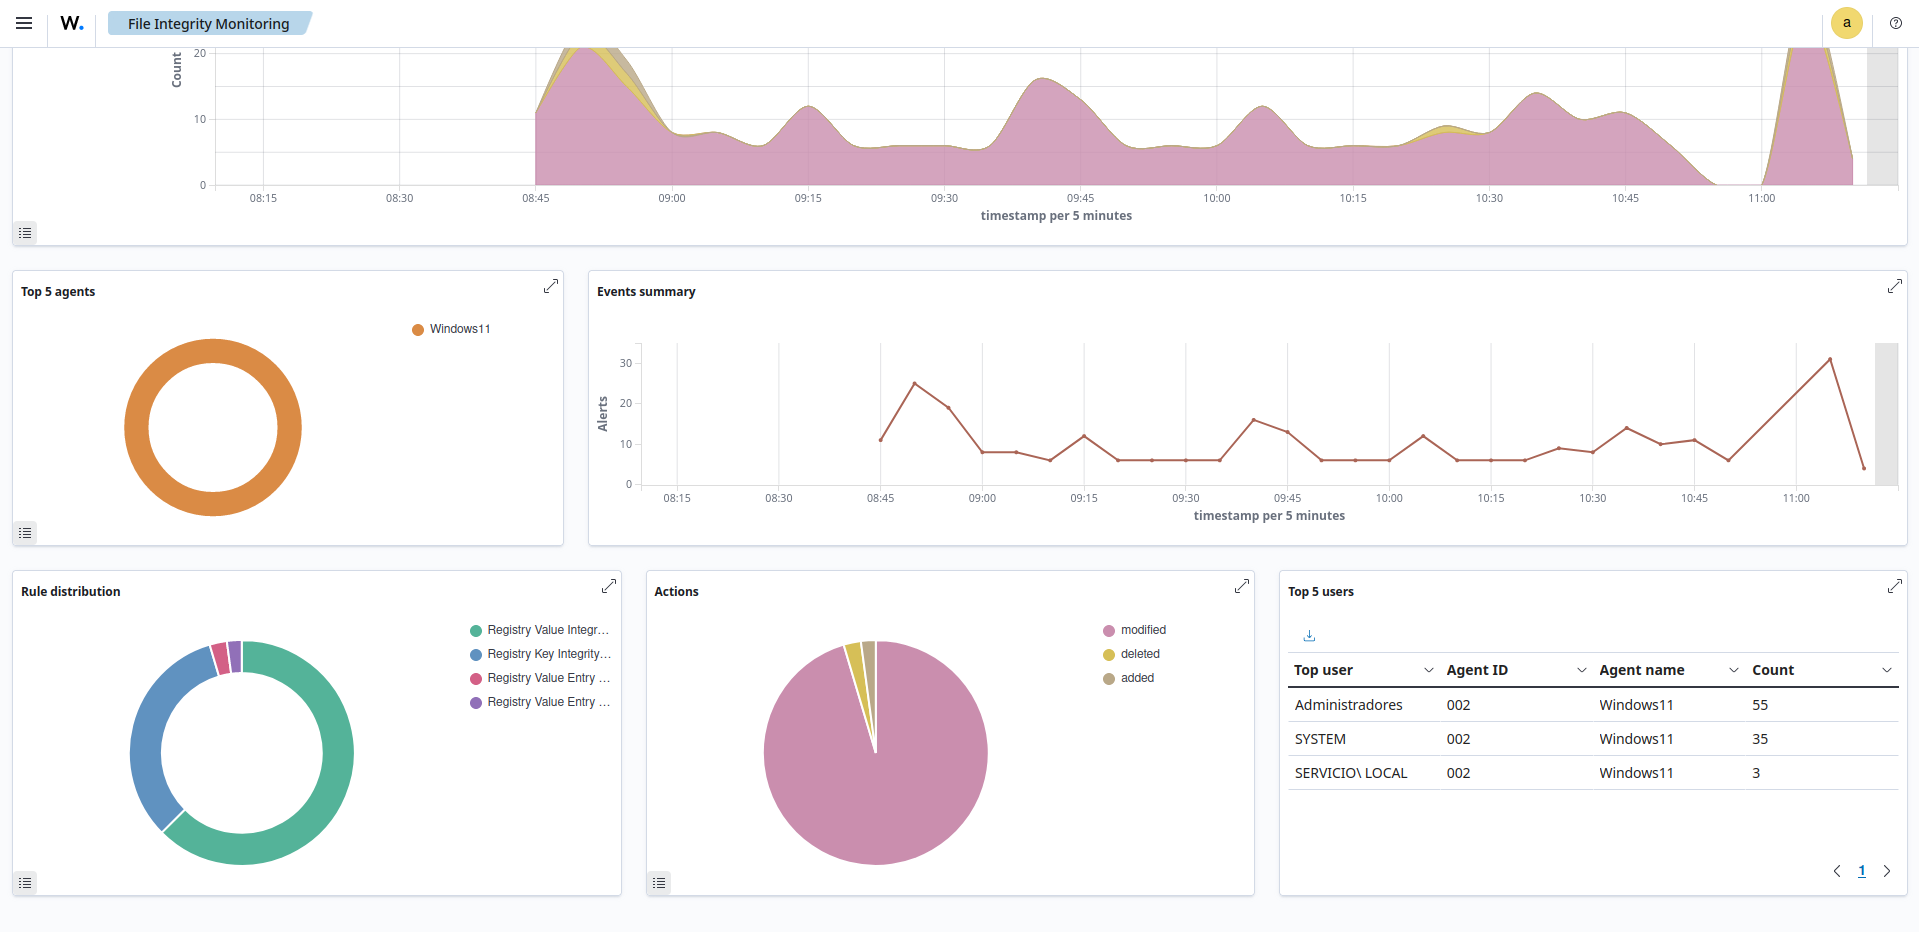 W.
File Integrity Monitoring
a
Count
20
10
0
08:15 08:30 08:45 09:00 09:15 09:30 09:45 10:00 10:15 10:30 10:45 11:00
timestamp per 5 minutes
Top 5 agents
Windows11
Events summary
Alerts
30
20
10
0
08:15 08:30 08:45 09:00 09:15 09:30 09:45 10:00 10:15 10:30 10:45 11:00
timestamp per 5 minutes
Rule distribution
Registry Value Integr...
Registry Key Integrity...
Registry Value Entry ...
Registry Value Entry ...
Actions
modified
deleted
added
Top 5 users
Top user Agent ID Agent name Count
Administradores 002 Windows11 55
SYSTEM 002 Windows11 35
SERVICIO\ LOCAL 002 Windows11 3
1